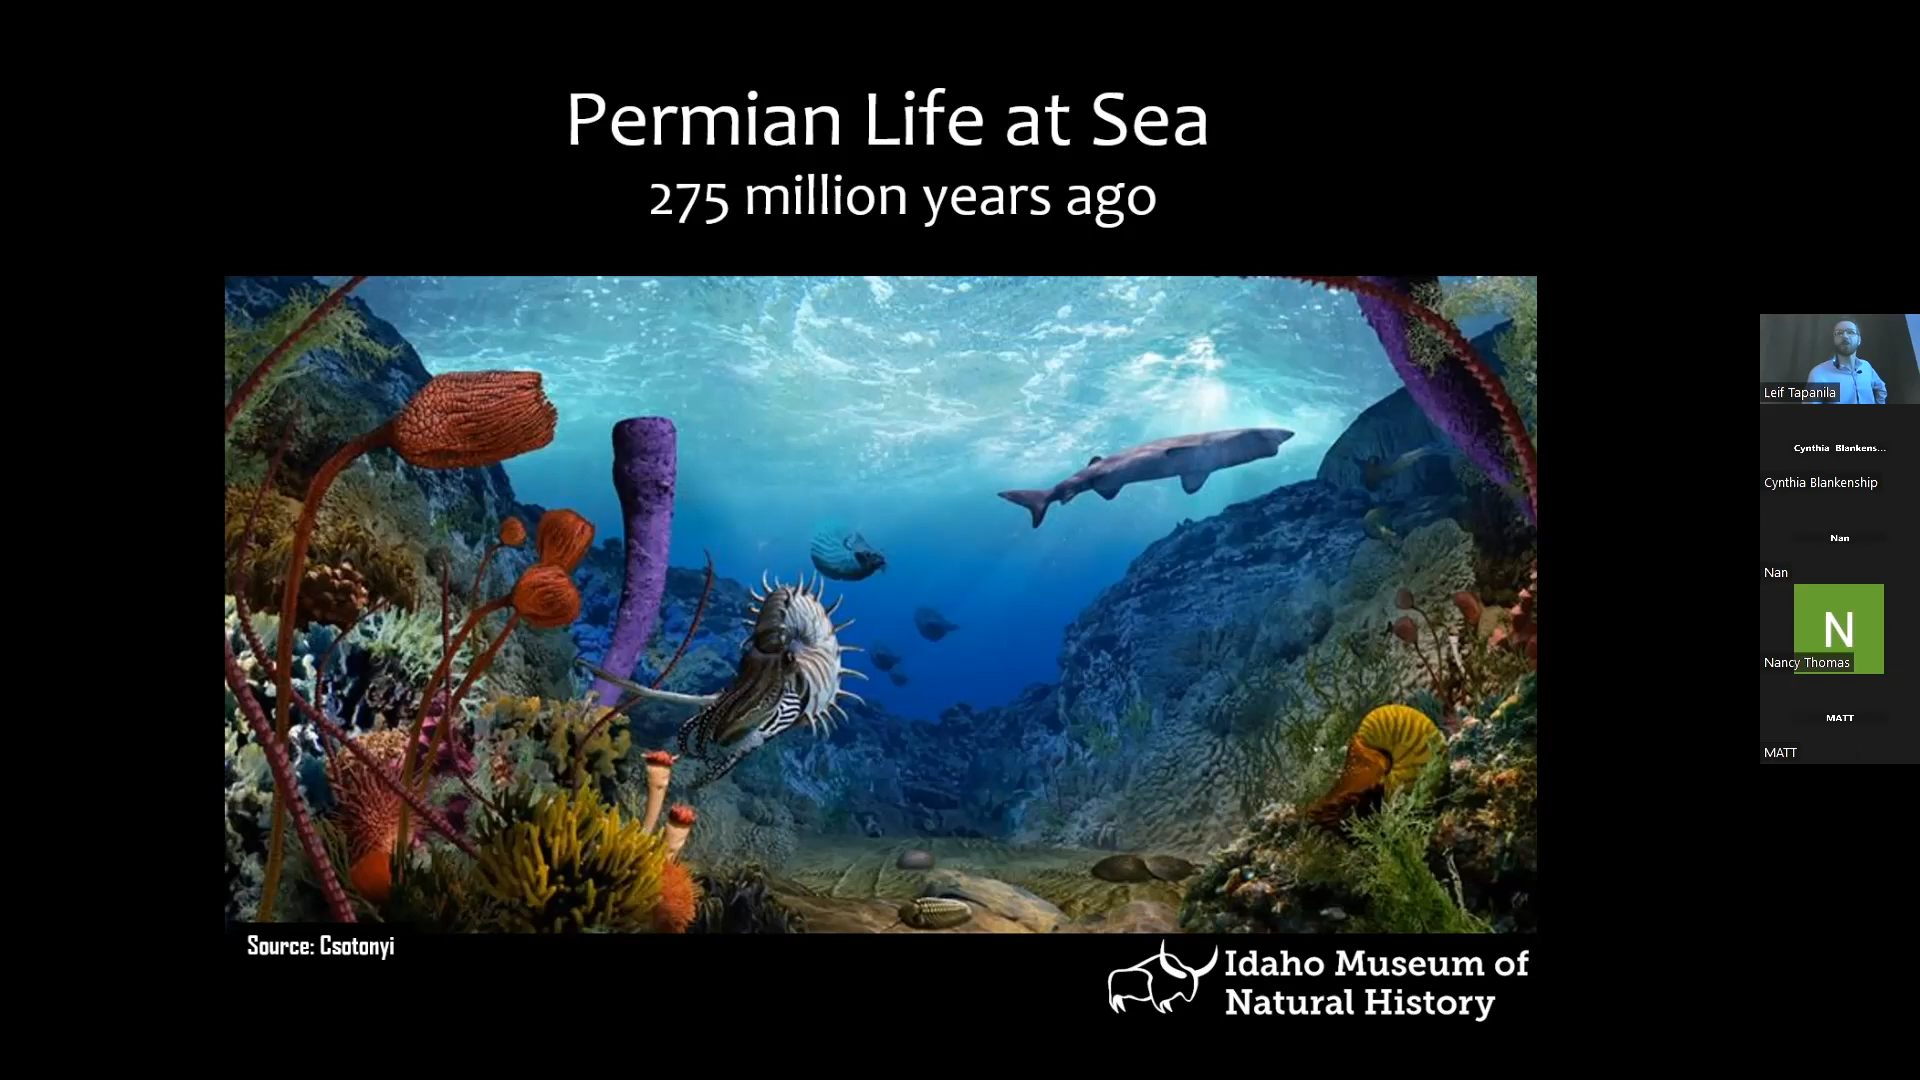 Permian Life at Sea
275 million years ago
Source: Csotonyi
Idaho Museum of
Natural History
Leif Tapanila
Cynthia Blankens...
Cynthia Blankenship
Nan
Nan
N
Nancy Thomas
MATT
MATT